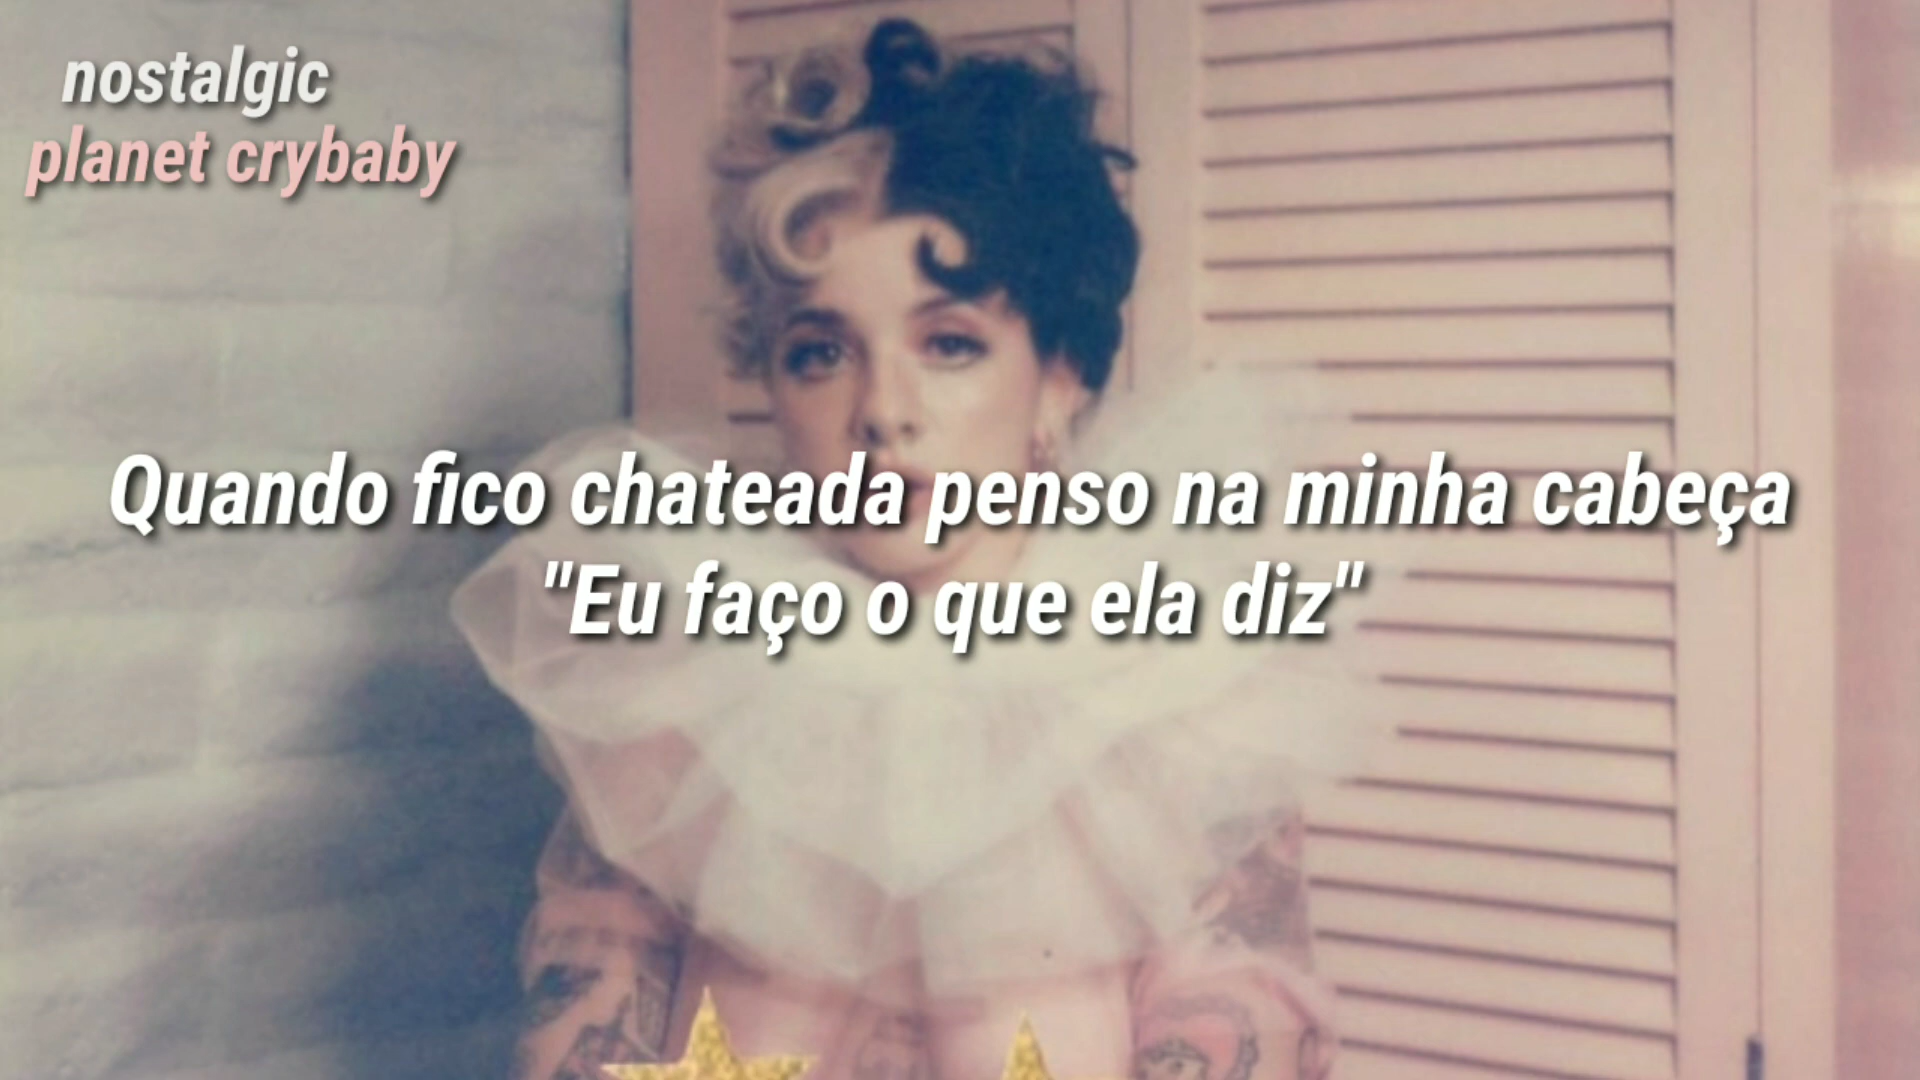 nostalgic
planet crybaby
Quando fico chateada penso na minha cabeça
"Eu faço o que ela diz"